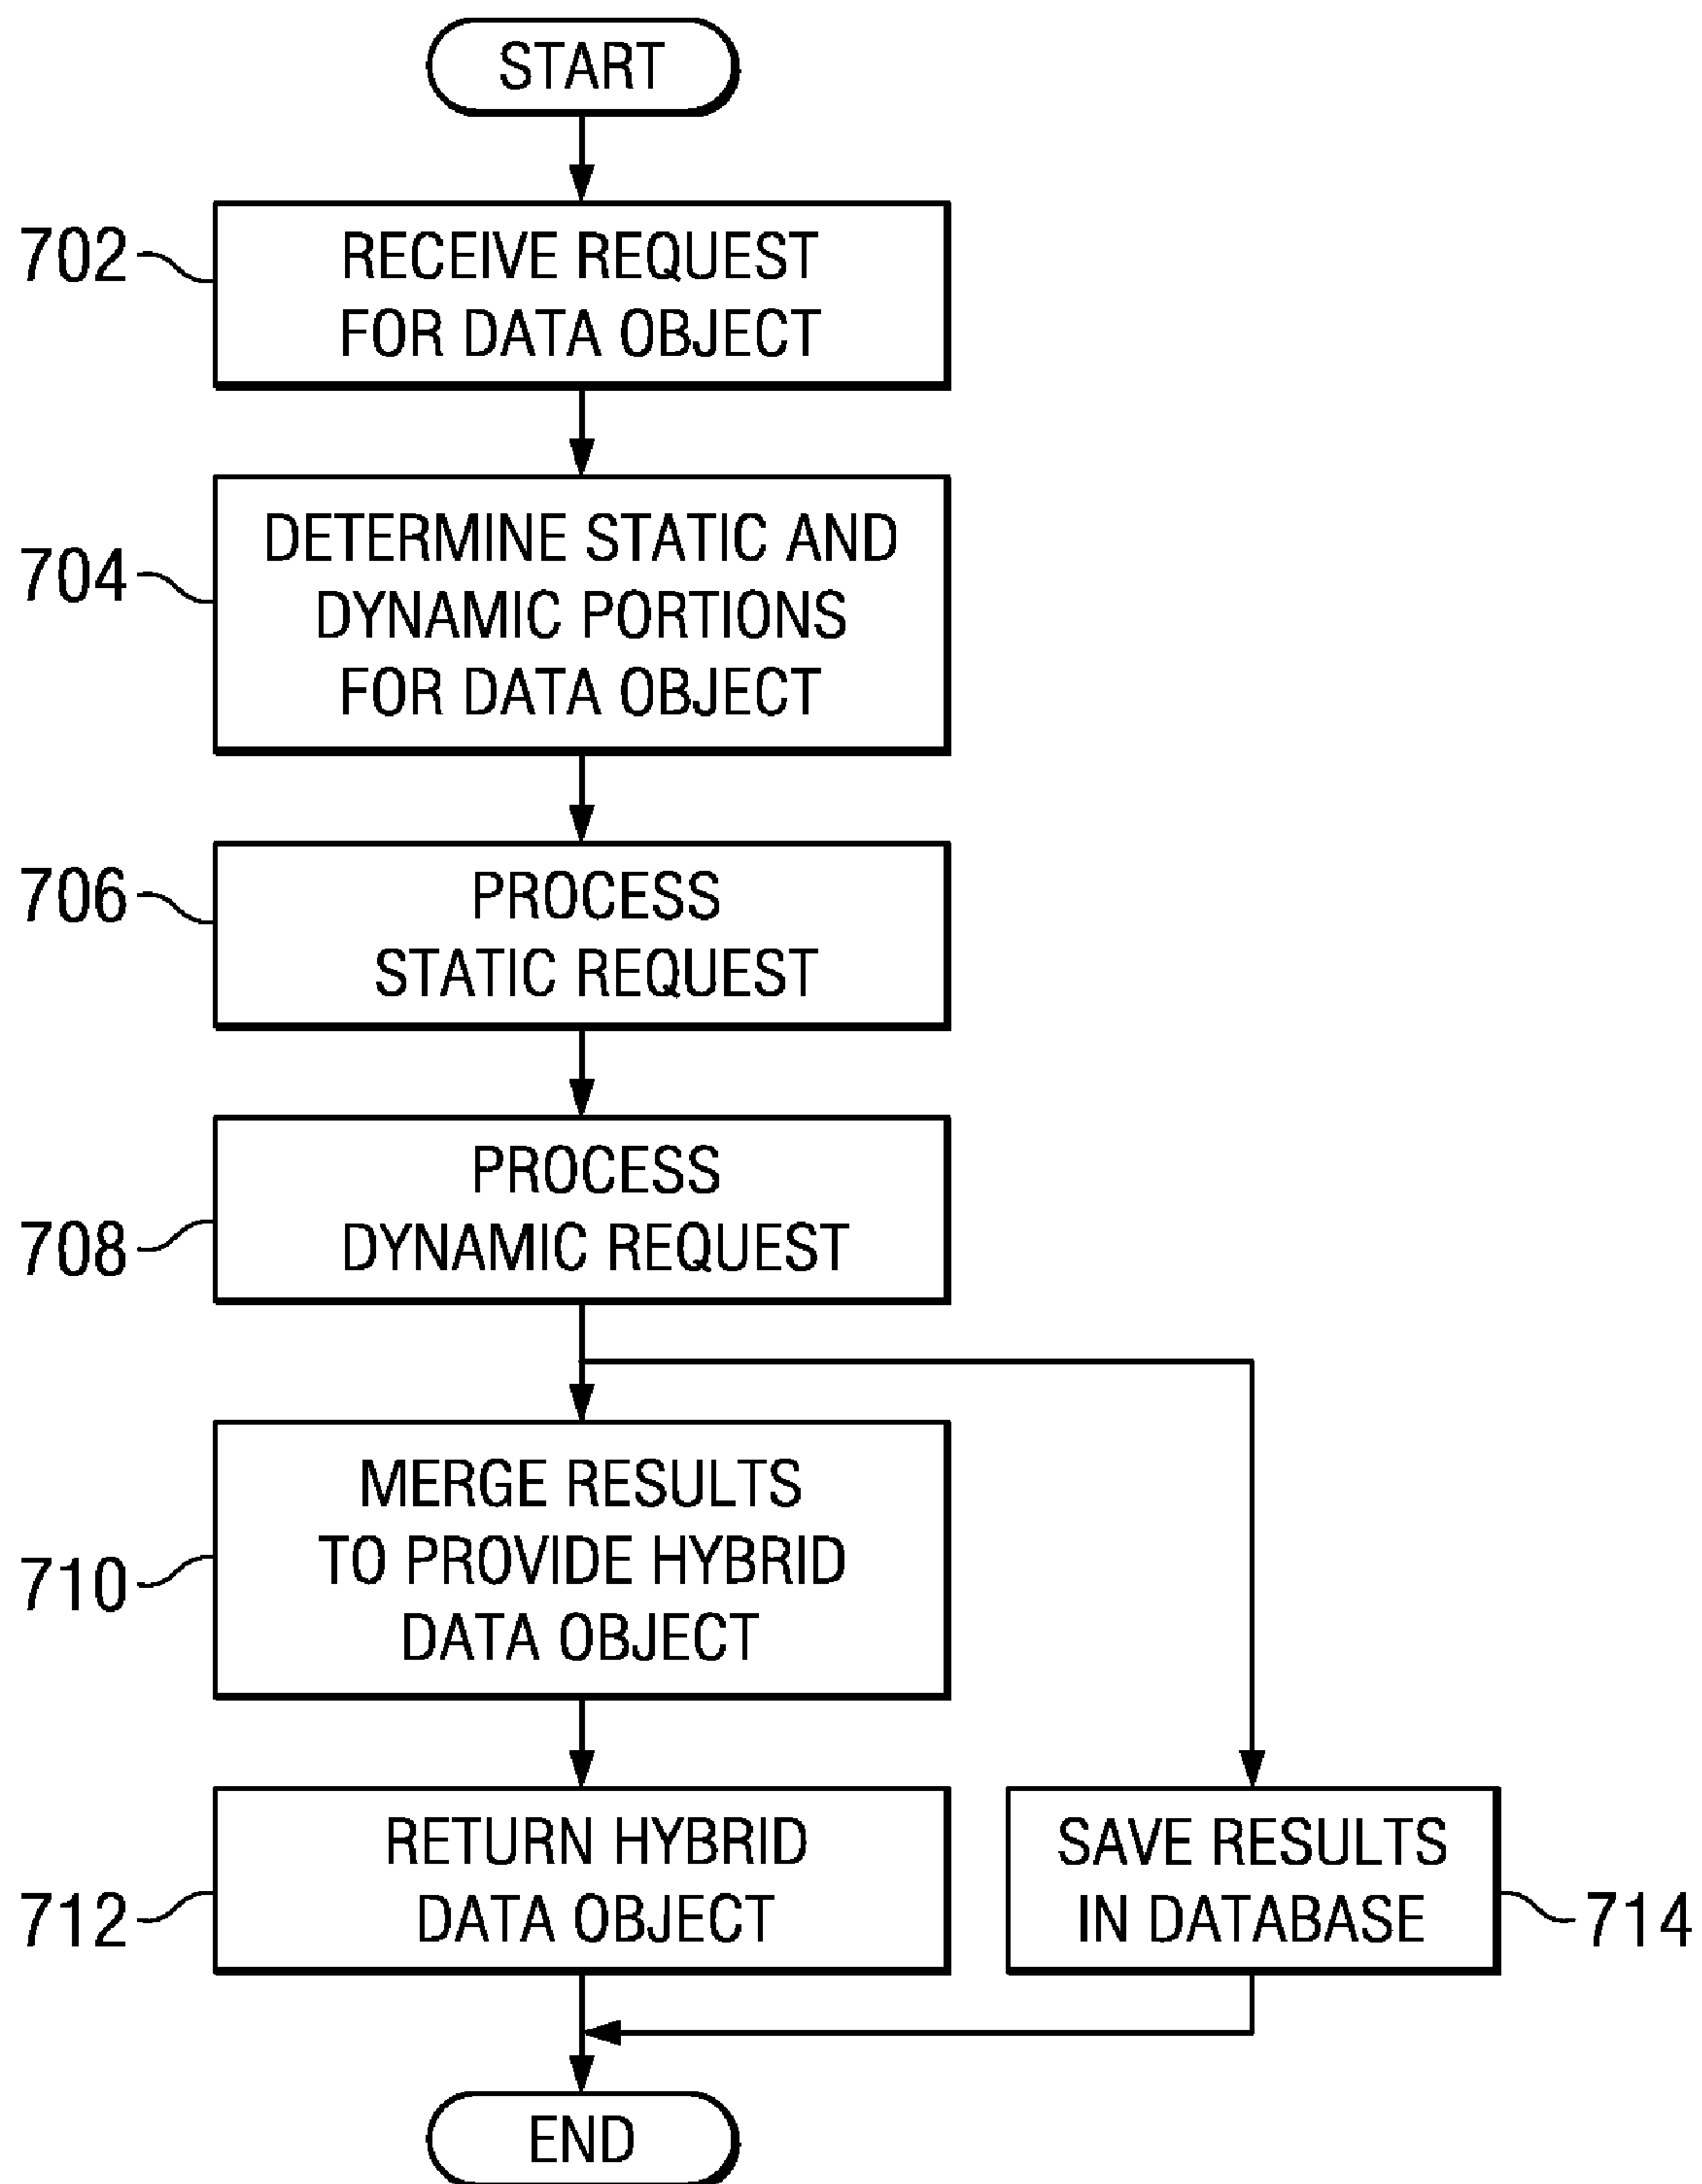 START
702
RECEIVE REQUEST
FOR DATA OBJECT
704
DETERMINE STATIC AND
DYNAMIC PORTIONS
FOR DATA OBJECT
706
PROCESS
STATIC REQUEST
708
PROCESS
DYNAMIC REQUEST
710
MERGE RESULTS
TO PROVIDE HYBRID
DATA OBJECT
712
RETURN HYBRID
DATA OBJECT
SAVE RESULTS
IN DATABASE
714
END